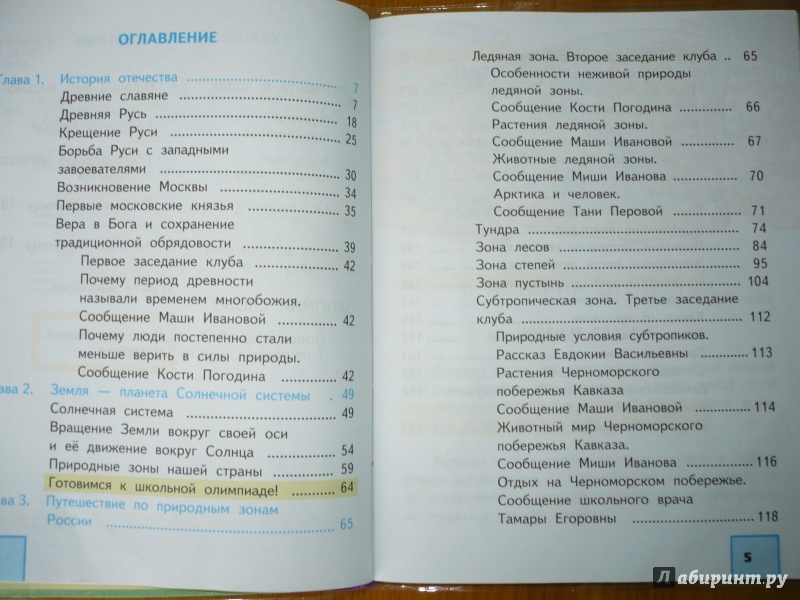 ОГЛАВЛЕНИЕ
Глава 1. История отечества ........ 7
Древние славяне ........ 7
Древняя Русь ........ 18
Крещение Руси ........ 25
Борьба Руси с западными
завоевателями ........ 30
Возникновение Москвы ........ 34
Первые московские князья ........ 35
Вера в Бога и сохранение
традиционной обрядовости ........ 39
Первое заседание клуба ........ 42
Почему период древности
называли временем многобожия.
Сообщение Маши Ивановой ........ 42
Почему люди постепенно стали
меньше верить в силы природы.
Сообщение Кости Погодина ........ 42
Глава 2. Земля — планета Солнечной системы . 49
Солнечная система ........ 49
Вращение Земли вокруг своей оси
и её движение вокруг Солнца ........ 54
Природные зоны нашей страны ........ 59
Готовимся к школьной олимпиаде! ........ 64
Глава 3. Путешествие по природным зонам
России ........ 65
Ледяная зона. Второе заседание клуба .. 65
Особенности неживой природы
ледяной зоны.
Сообщение Кости Погодина ........ 66
Растения ледяной зоны.
Сообщение Маши Ивановой ........ 67
Животные ледяной зоны.
Сообщение Миши Иванова ........ 70
Арктика и человек.
Сообщение Тани Перовой ........ 71
Тундра ........ 74
Зона лесов ........ 84
Зона степей ........ 95
Зона пустынь ........ 104
Субтропическая зона. Третье заседание
клуба ........ 112
Природные условия субтропиков.
Рассказ Евдокии Васильевны ........ 113
Растения Черноморского
побережья Кавказа
Сообщение Маши Ивановой ........ 114
Животный мир Черноморского
побережья Кавказа.
Сообщение Миши Иванова ........ 116
Отдых на Черноморском побережье.
Сообщение школьного врача
Тамары Егоровны ........ 118
5
Лабиринт.ру